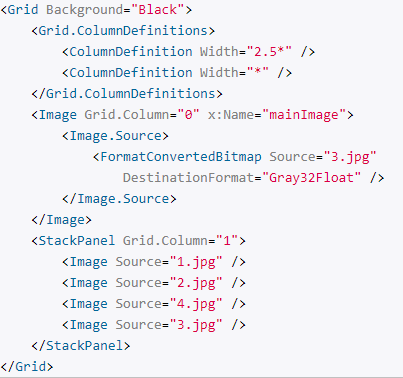 <Grid Background="Black">
    <Grid.ColumnDefinitions>
        <ColumnDefinition Width="2.5*" />
        <ColumnDefinition Width="*" />
    </Grid.ColumnDefinitions>
    <Image Grid.Column="0" x:Name="mainImage">
        <Image.Source>
            <FormatConvertedBitmap Source="3.jpg"
                DestinationFormat="Gray32Float" />
        </Image.Source>
    </Image>
    <StackPanel Grid.Column="1">
        <Image Source="1.jpg" />
        <Image Source="2.jpg" />
        <Image Source="4.jpg" />
        <Image Source="3.jpg" />
    </StackPanel>
</Grid>